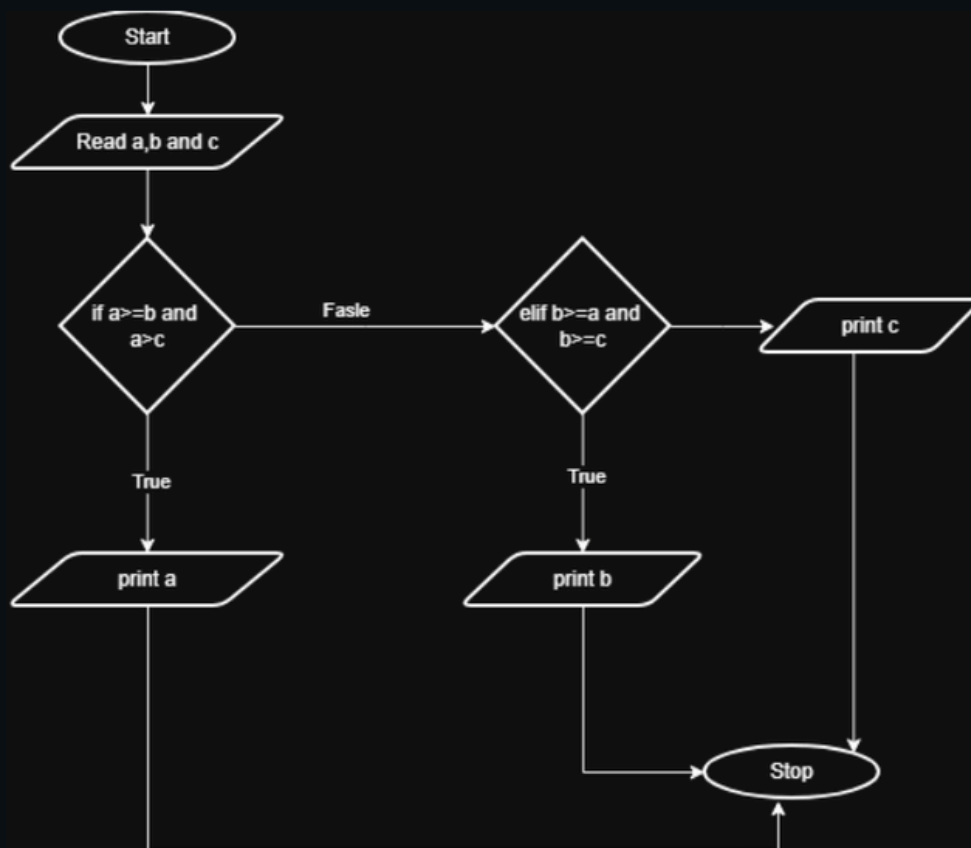 Start
Read a,b and c
if a>=b and
a>c
Fasle
elif b>=a and
b>=c
print c
True
True
print a
print b
Stop